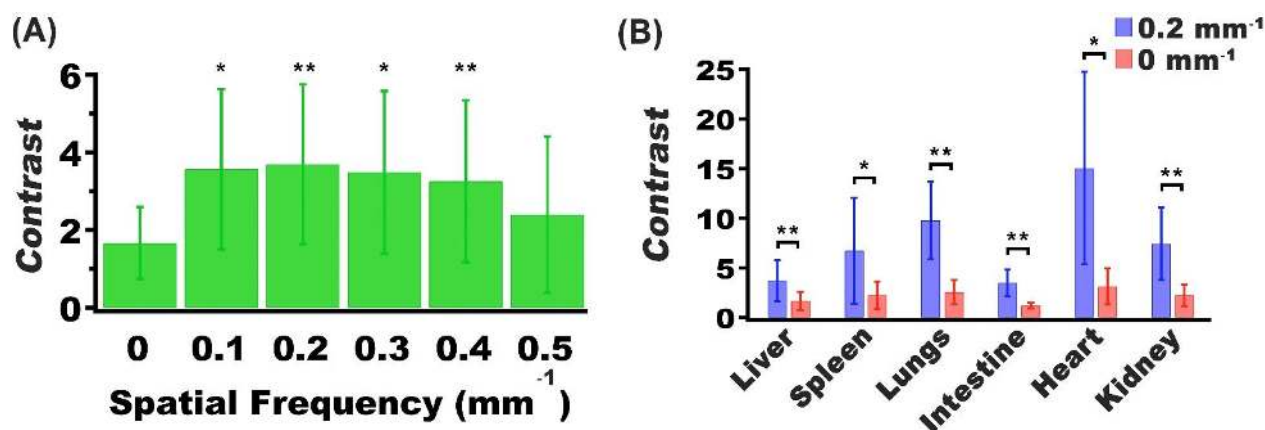 (A)
Contrast
6
4
2
0
* ** * **
0 0.1 0.2 0.3 0.4 0.5
Spatial Frequency (mm⁻¹)
(B)
0.2 mm⁻¹
0 mm⁻¹
Contrast
25
20
15
10
5
0
** * ** ** * **
Liver Spleen Lungs Intestine Heart Kidney